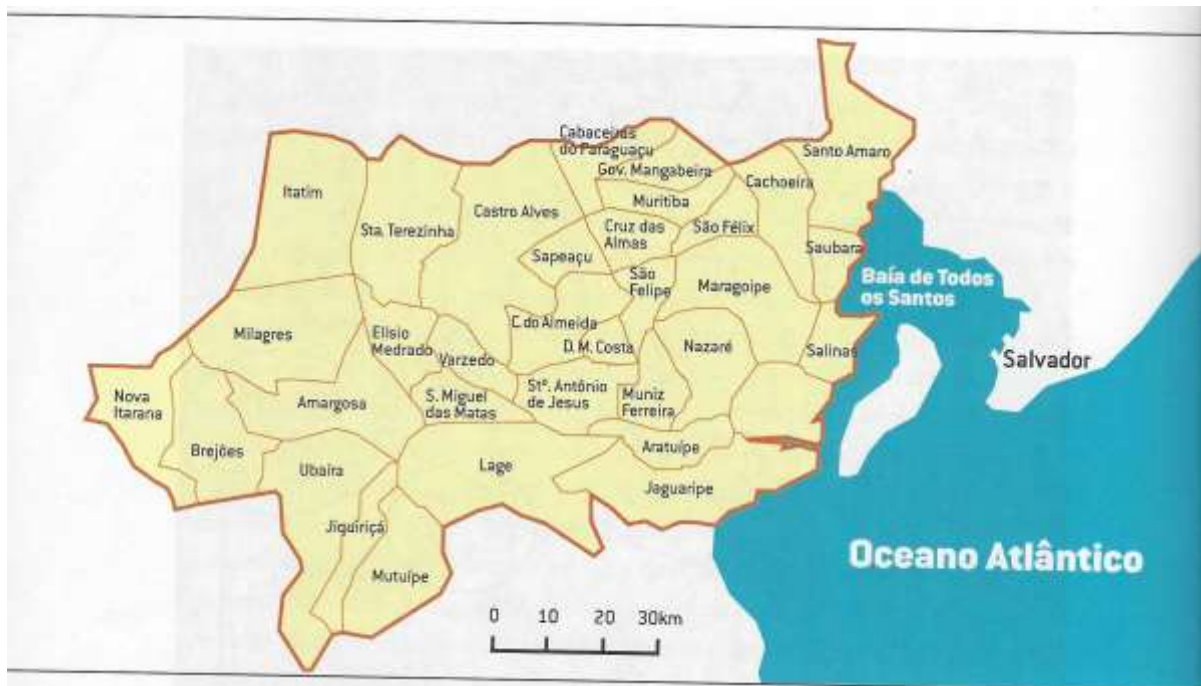 Cabaceiras
do Paraguaçu
Santo Amaro
Gov. Mangabeira
Cachoeira
Itatim
Muritiba
Castro Alves
Sta. Terezinha
Cruz das
Almas
São Félix
Saubara
Sapeaçu
São
Felipe
Maragoipe
Baía de Todos
os Santos
C. do Almeida
Milagres
Elisio
Medrado
D. M. Costa
Nazaré
Salinas
Varzedo
Salvador
Stº. Antônio
de Jesus
S. Miguel
das Matas
Muniz
Ferreira
Nova
Itarana
Amargosa
Brejões
Aratuípe
Ubaíra
Lage
Jaguaripe
Jiquiriçá
Oceano Atlântico
Mutuípe
0 10 20 30km